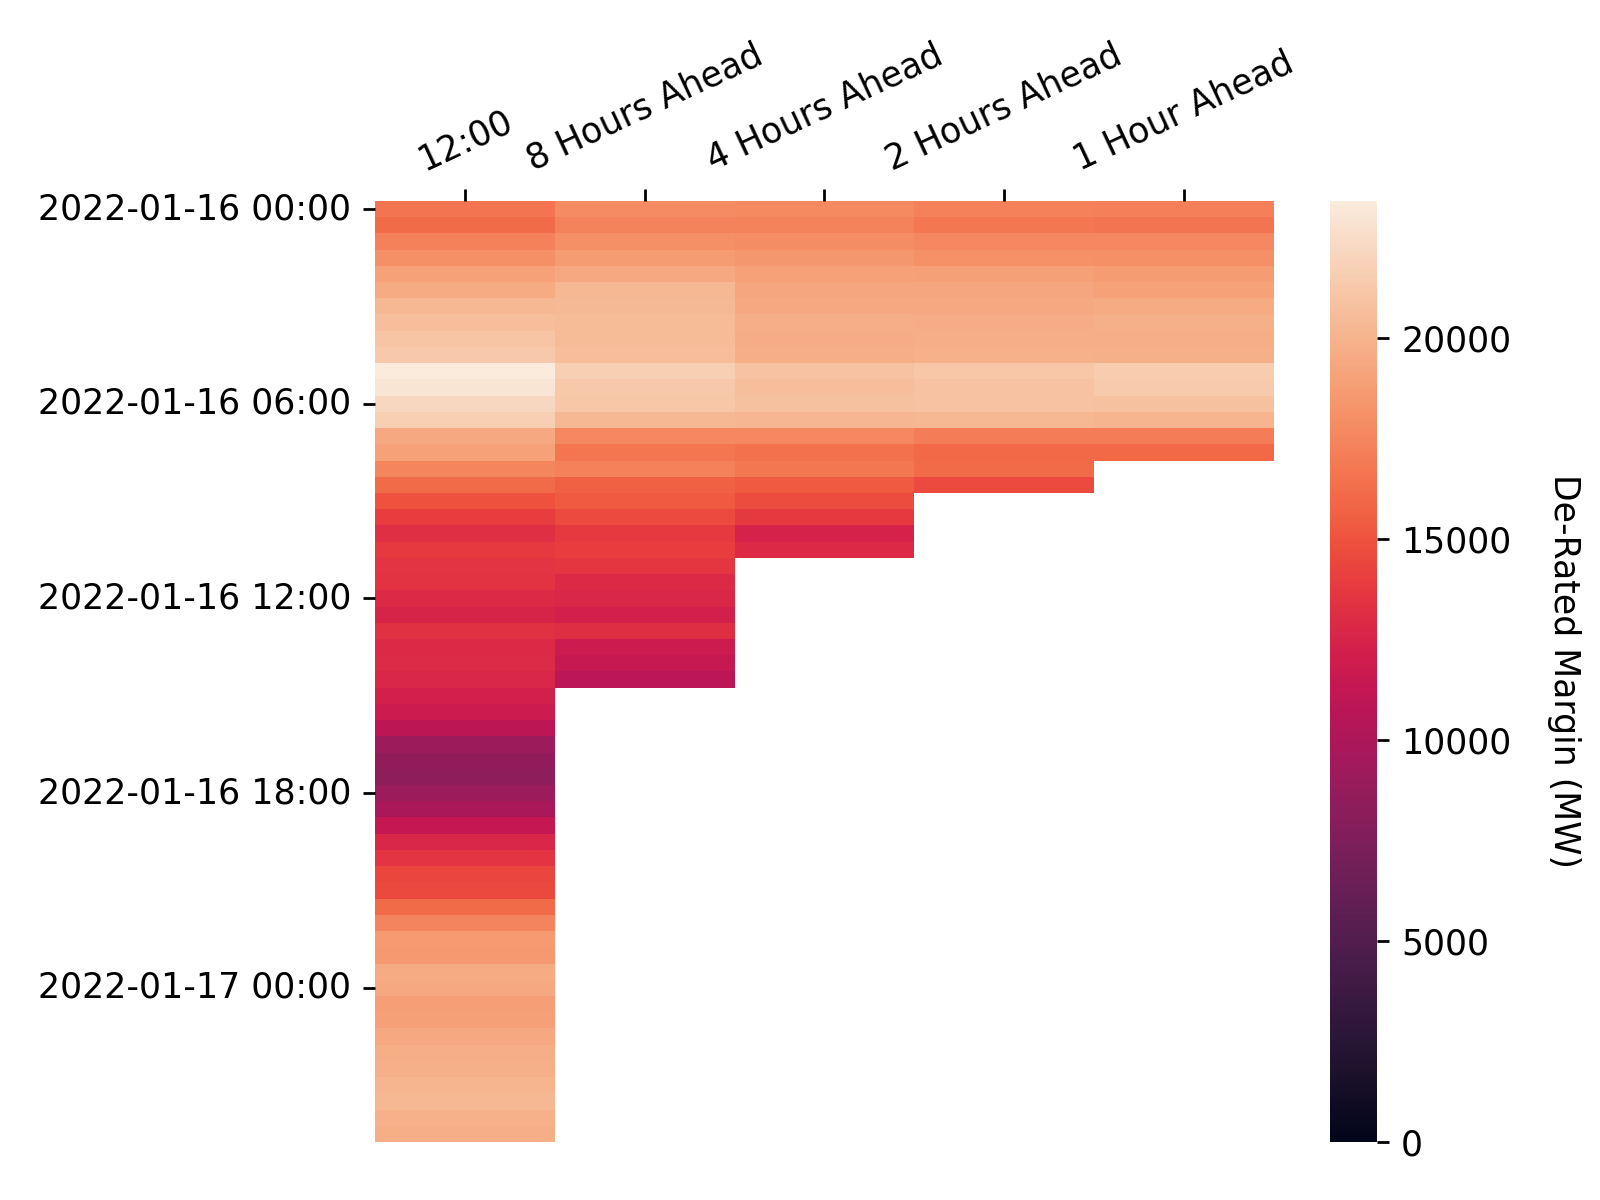 12:00
8 Hours Ahead
4 Hours Ahead
2 Hours Ahead
1 Hour Ahead
2022-01-16 00:00
2022-01-16 06:00
2022-01-16 12:00
2022-01-16 18:00
2022-01-17 00:00
20000
15000
10000
5000
0
De-Rated Margin (MW)